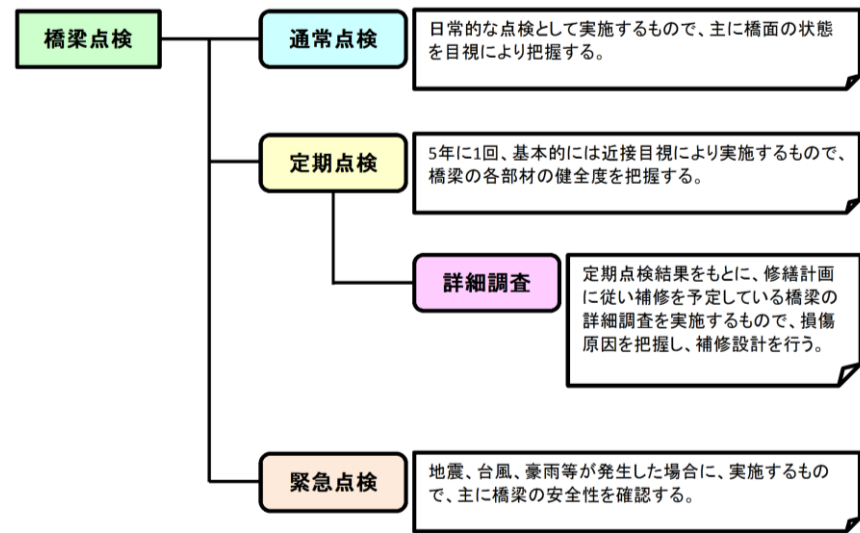 橋梁点検
通常点検
日常的な点検として実施するもので、主に橋面の状態
を目視により把握する。
定期点検
5年に1回、基本的には近接目視により実施するもので、
橋梁の各部材の健全度を把握する。
詳細調査
定期点検結果をもとに、修繕計画
に従い補修を予定している橋梁の
詳細調査を実施するもので、損傷
原因を把握し、補修設計を行う。
緊急点検
地震、台風、豪雨等が発生した場合に、実施するもの
で、主に橋梁の安全性を確認する。